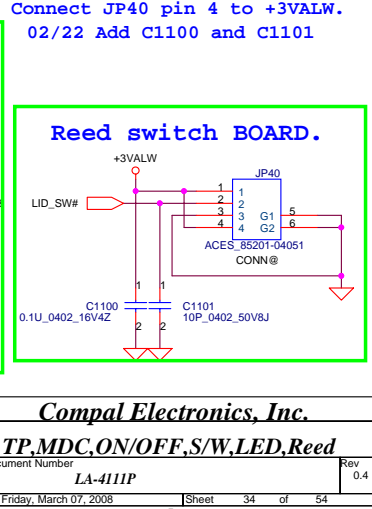 Connect JP40 pin 4 to +3VALW.
02/22 Add C1100 and C1101
Reed switch BOARD.
+3VALW
JP40
LID_SW#
1 1
2 2
3 3 G1 5
4 4 G2 6
ACES_85201-04051
CONN@
1 1
C1100 C1101
0.1U_0402_16V4Z 10P_0402_50V8J
2 2
Compal Electronics, Inc.
TP,MDC,ON/OFF,S/W,LED,Reed
cument Number Rev
LA-4111P 0.4
Friday, March 07, 2008 Sheet 34 of 54